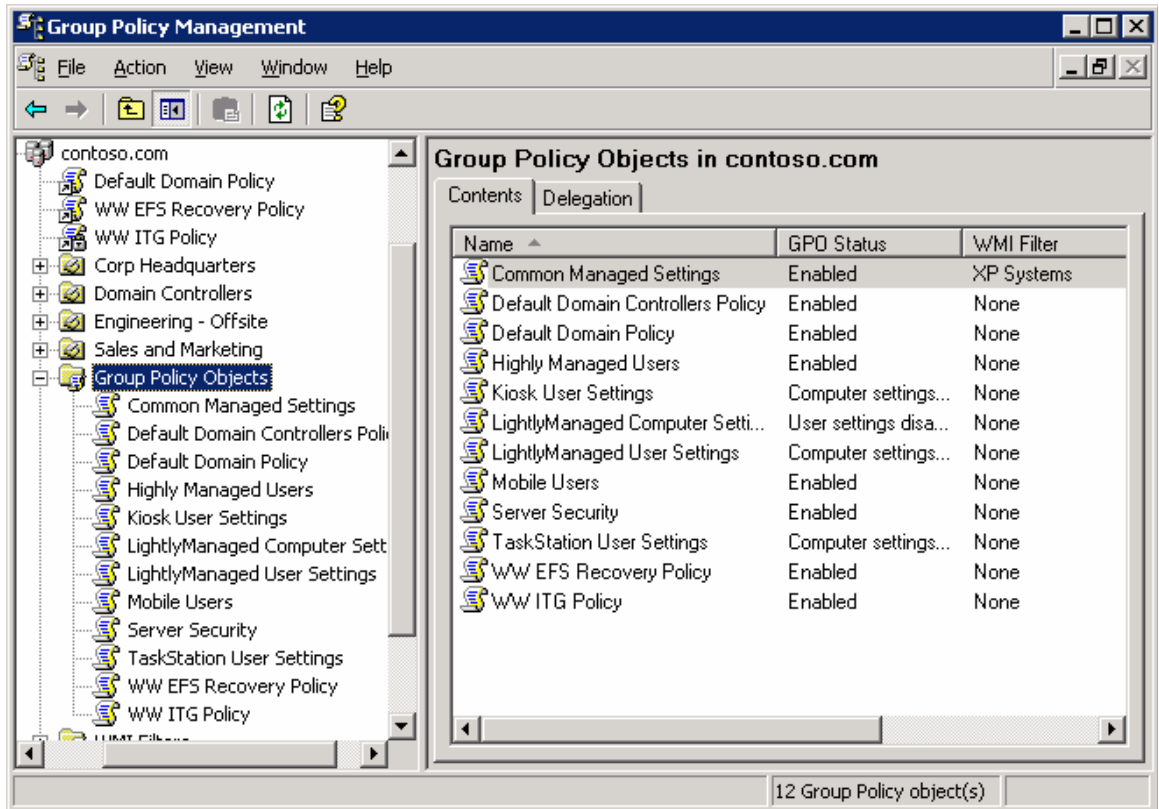 Group Policy Management
File Action View Window Help
contoso.com
Default Domain Policy
WW EFS Recovery Policy
WW ITG Policy
Corp Headquarters
Domain Controllers
Engineering - Offsite
Sales and Marketing
Group Policy Objects
Common Managed Settings
Default Domain Controllers Poli
Default Domain Policy
Highly Managed Users
Kiosk User Settings
LightlyManaged Computer Sett
LightlyManaged User Settings
Mobile Users
Server Security
TaskStation User Settings
WW EFS Recovery Policy
WW ITG Policy
Group Policy Objects in contoso.com
Contents Delegation
Name GPO Status WMI Filter
Common Managed Settings Enabled XP Systems
Default Domain Controllers Policy Enabled None
Default Domain Policy Enabled None
Highly Managed Users Enabled None
Kiosk User Settings Computer settings... None
LightlyManaged Computer Setti... User settings disa... None
LightlyManaged User Settings Computer settings... None
Mobile Users Enabled None
Server Security Enabled None
TaskStation User Settings Computer settings... None
WW EFS Recovery Policy Enabled None
WW ITG Policy Enabled None
12 Group Policy object(s)